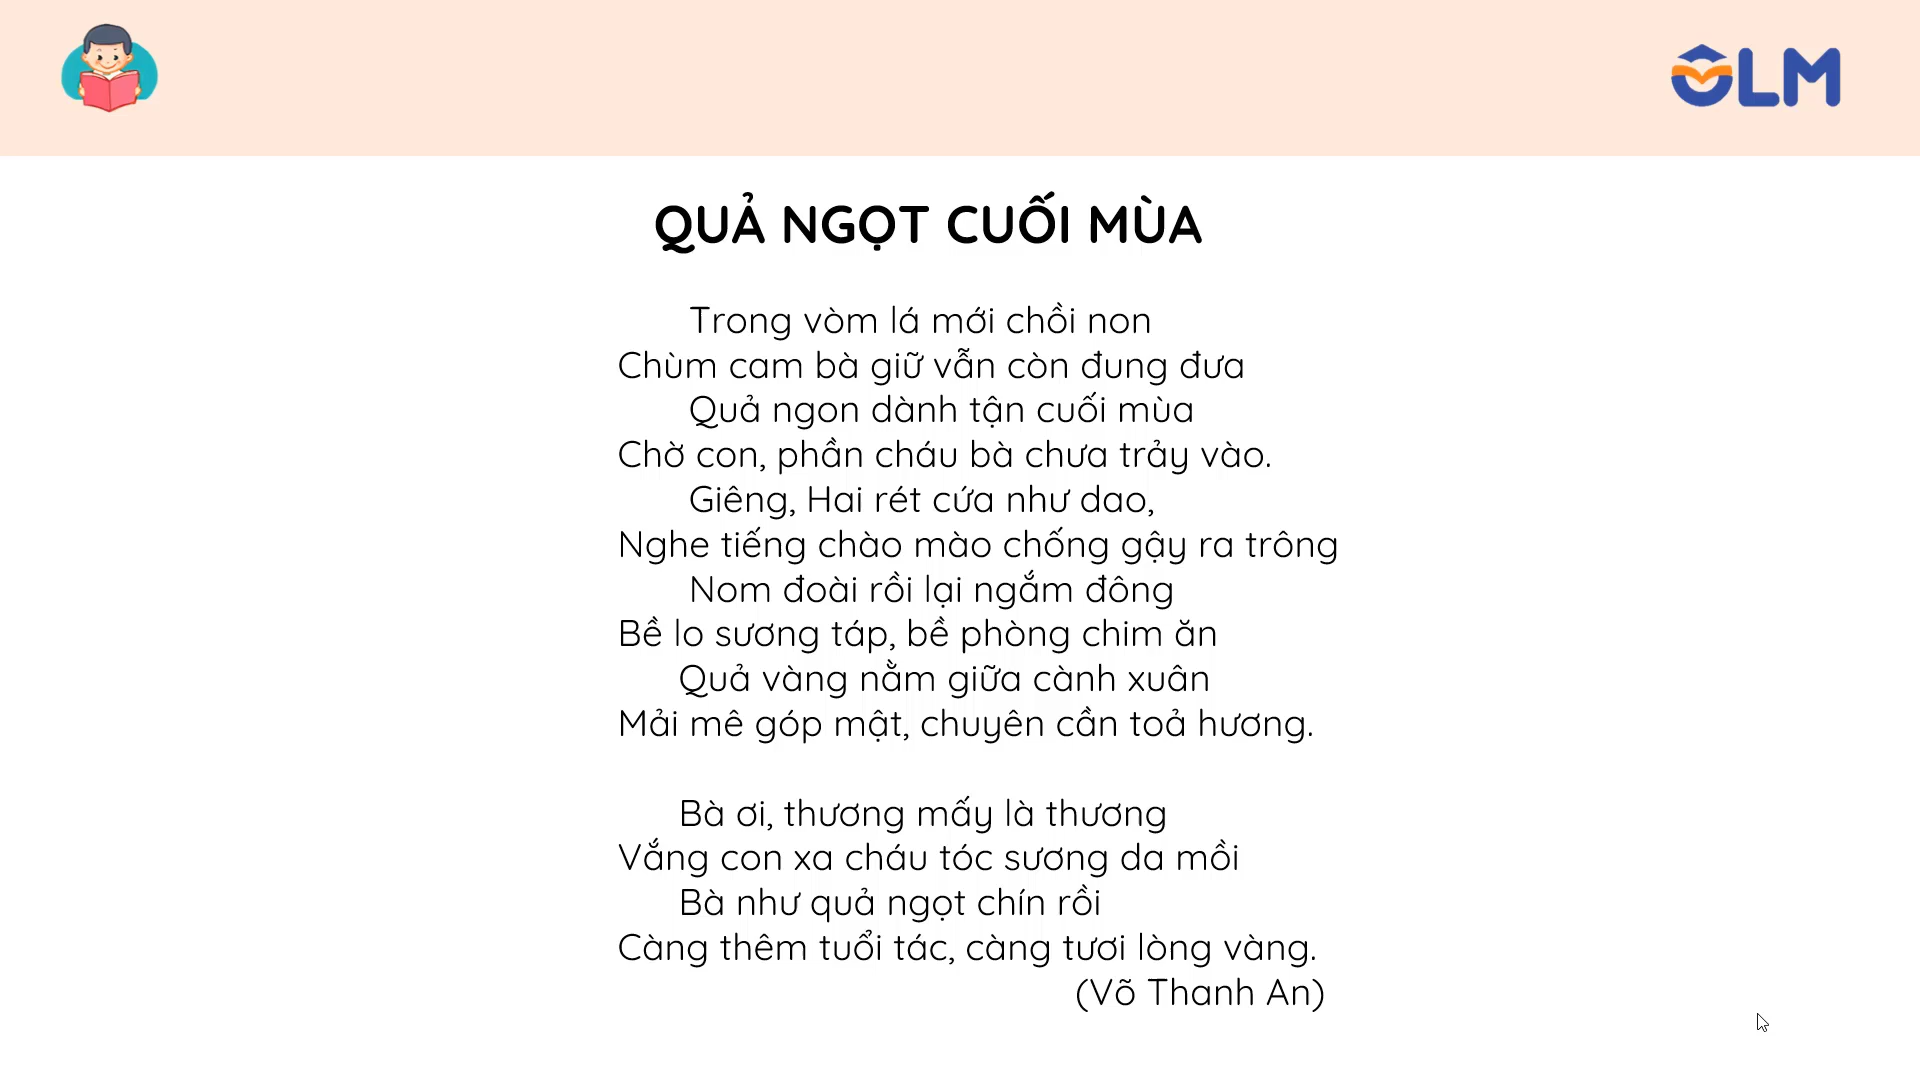 OLM
QUẢ NGỌT CUỐI MÙA
Trong vòm lá mới chồi non
Chùm cam bà giữ vẫn còn đung đưa
Quả ngon dành tận cuối mùa
Chờ con, phần cháu bà chưa trảy vào.
Giêng, Hai rét cứa như dao,
Nghe tiếng chào mào chống gậy ra trông
Nom đoài rồi lại ngắm đông
Bề lo sương táp, bề phòng chim ăn
Quả vàng nằm giữa cành xuân
Mải mê góp mật, chuyên cần toả hương.
Bà ơi, thương mấy là thương
Vắng con xa cháu tóc sương da mồi
Bà như quả ngọt chín rồi
Càng thêm tuổi tác, càng tươi lòng vàng.
(Võ Thanh An)